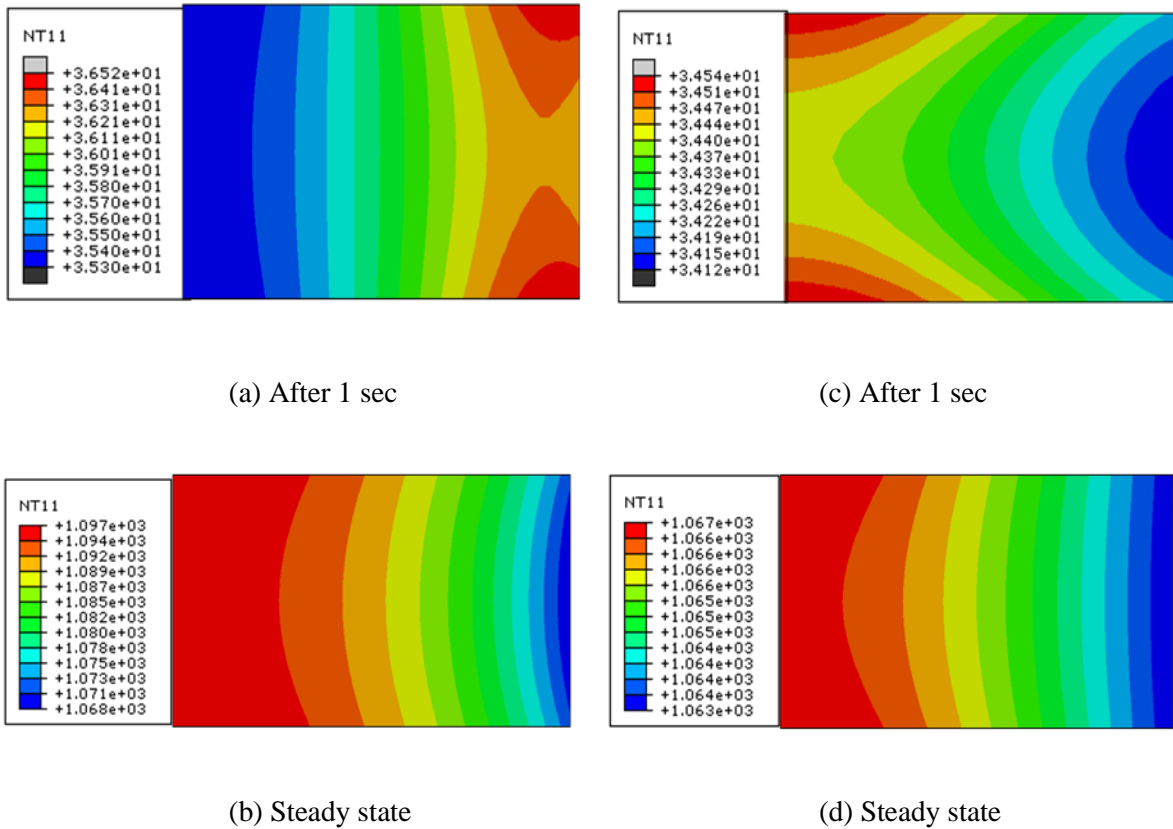 NT11
+3.652e+01
+3.641e+01
+3.631e+01
+3.621e+01
+3.611e+01
+3.601e+01
+3.591e+01
+3.580e+01
+3.570e+01
+3.560e+01
+3.550e+01
+3.540e+01
+3.530e+01
(a) After 1 sec
NT11
+3.454e+01
+3.451e+01
+3.447e+01
+3.444e+01
+3.440e+01
+3.437e+01
+3.433e+01
+3.429e+01
+3.426e+01
+3.422e+01
+3.419e+01
+3.415e+01
+3.412e+01
(c) After 1 sec
NT11
+1.097e+03
+1.094e+03
+1.092e+03
+1.089e+03
+1.087e+03
+1.085e+03
+1.082e+03
+1.080e+03
+1.078e+03
+1.075e+03
+1.073e+03
+1.071e+03
+1.068e+03
(b) Steady state
NT11
+1.067e+03
+1.066e+03
+1.066e+03
+1.066e+03
+1.065e+03
+1.065e+03
+1.065e+03
+1.064e+03
+1.064e+03
+1.064e+03
+1.063e+03
(d) Steady state